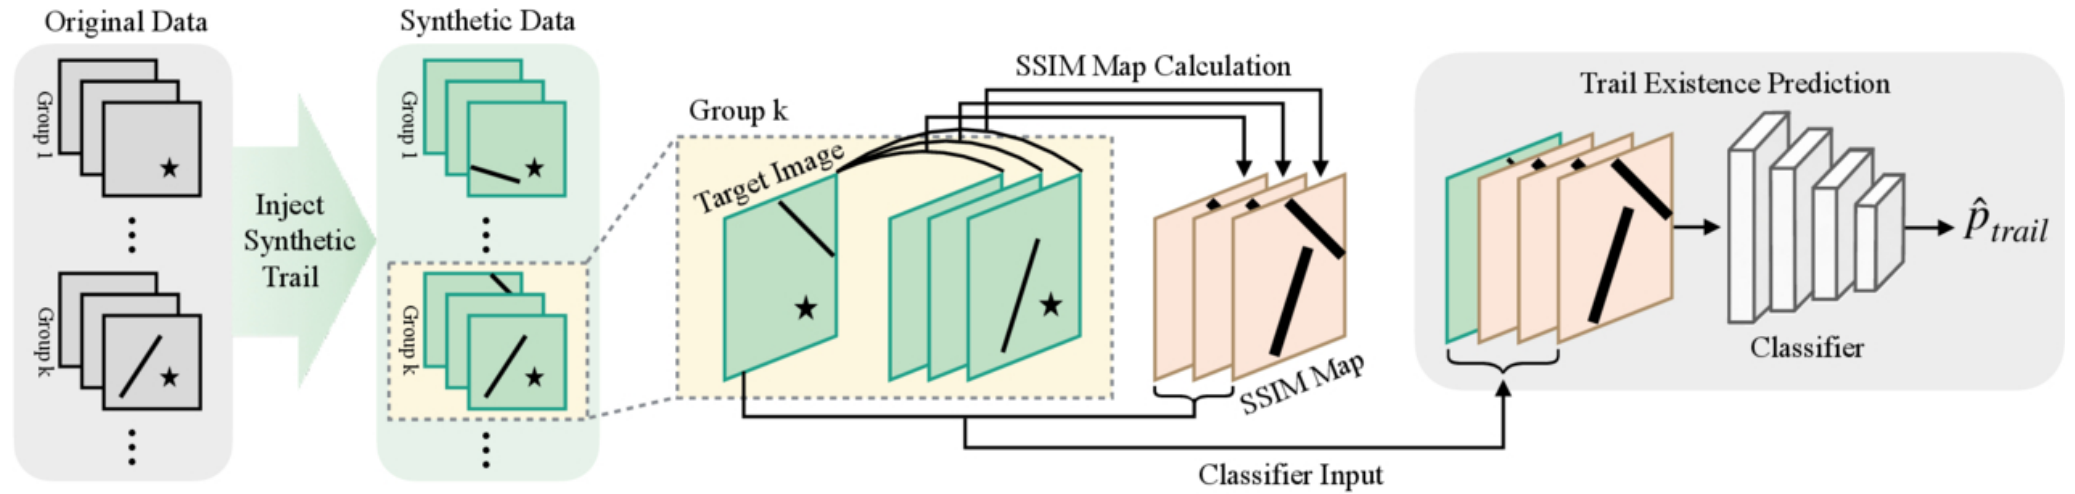 Original Data
Group 1
Group k
Inject
Synthetic
Trail
Synthetic Data
Group 1
Group k
Group k
Target Image
SSIM Map Calculation
SSIM Map
Classifier Input
Trail Existence Prediction
Classifier
p̂trail